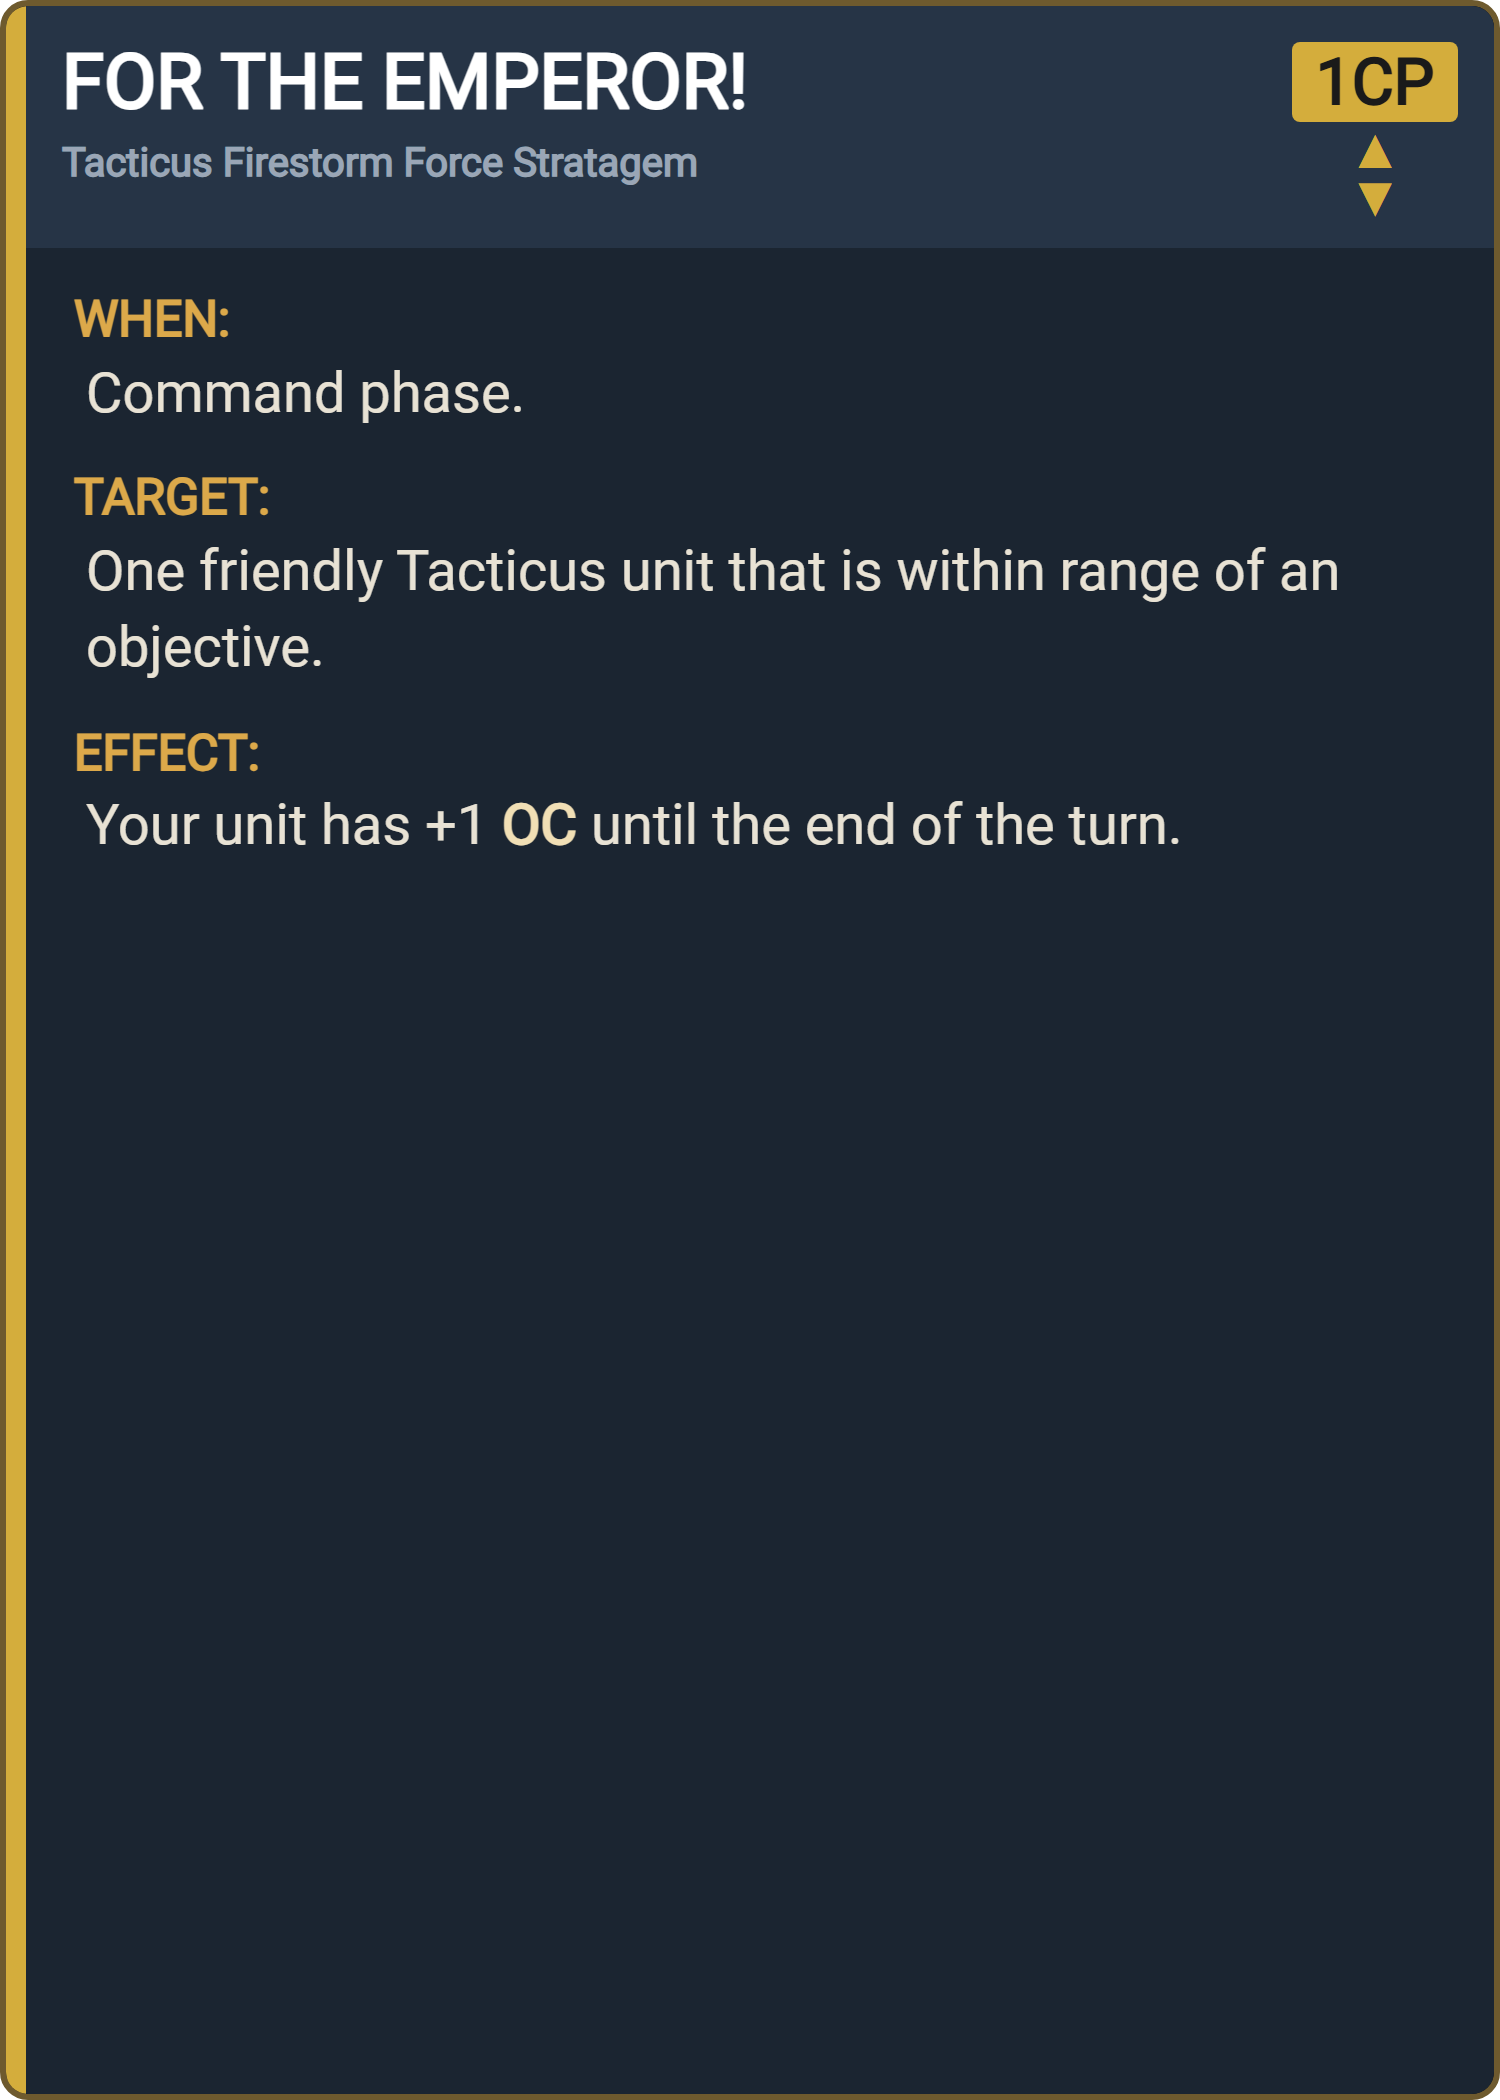 FOR THE EMPEROR!
1CP
Tacticus Firestorm Force Stratagem
WHEN:
Command phase.
TARGET:
One friendly Tacticus unit that is within range of an
objective.
EFFECT:
Your unit has +1 OC until the end of the turn.